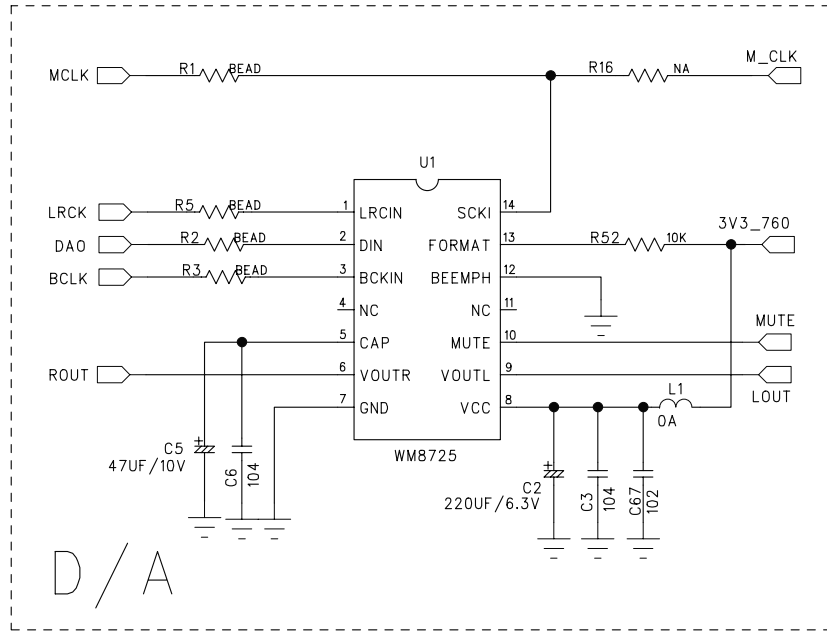 M_CLK
MCLK R1 BEAD R16 NA
U1
LRCK R5 BEAD 1 LRCIN SCKI 14
3V3_760
DAO R2 BEAD 2 DIN FORMAT 13 R52 10K
BCLK R3 BEAD 3 BCKIN BEEMPH 12
4 NC NC 11
MUTE
5 CAP MUTE 10
ROUT 6 VOUTR VOUTL 9
LOUT
7 GND VCC 8 L1
0A
WM8725
C5
47UF/10V
C6
104
C2
220UF/6.3V
C3
104
C67
102
D/A